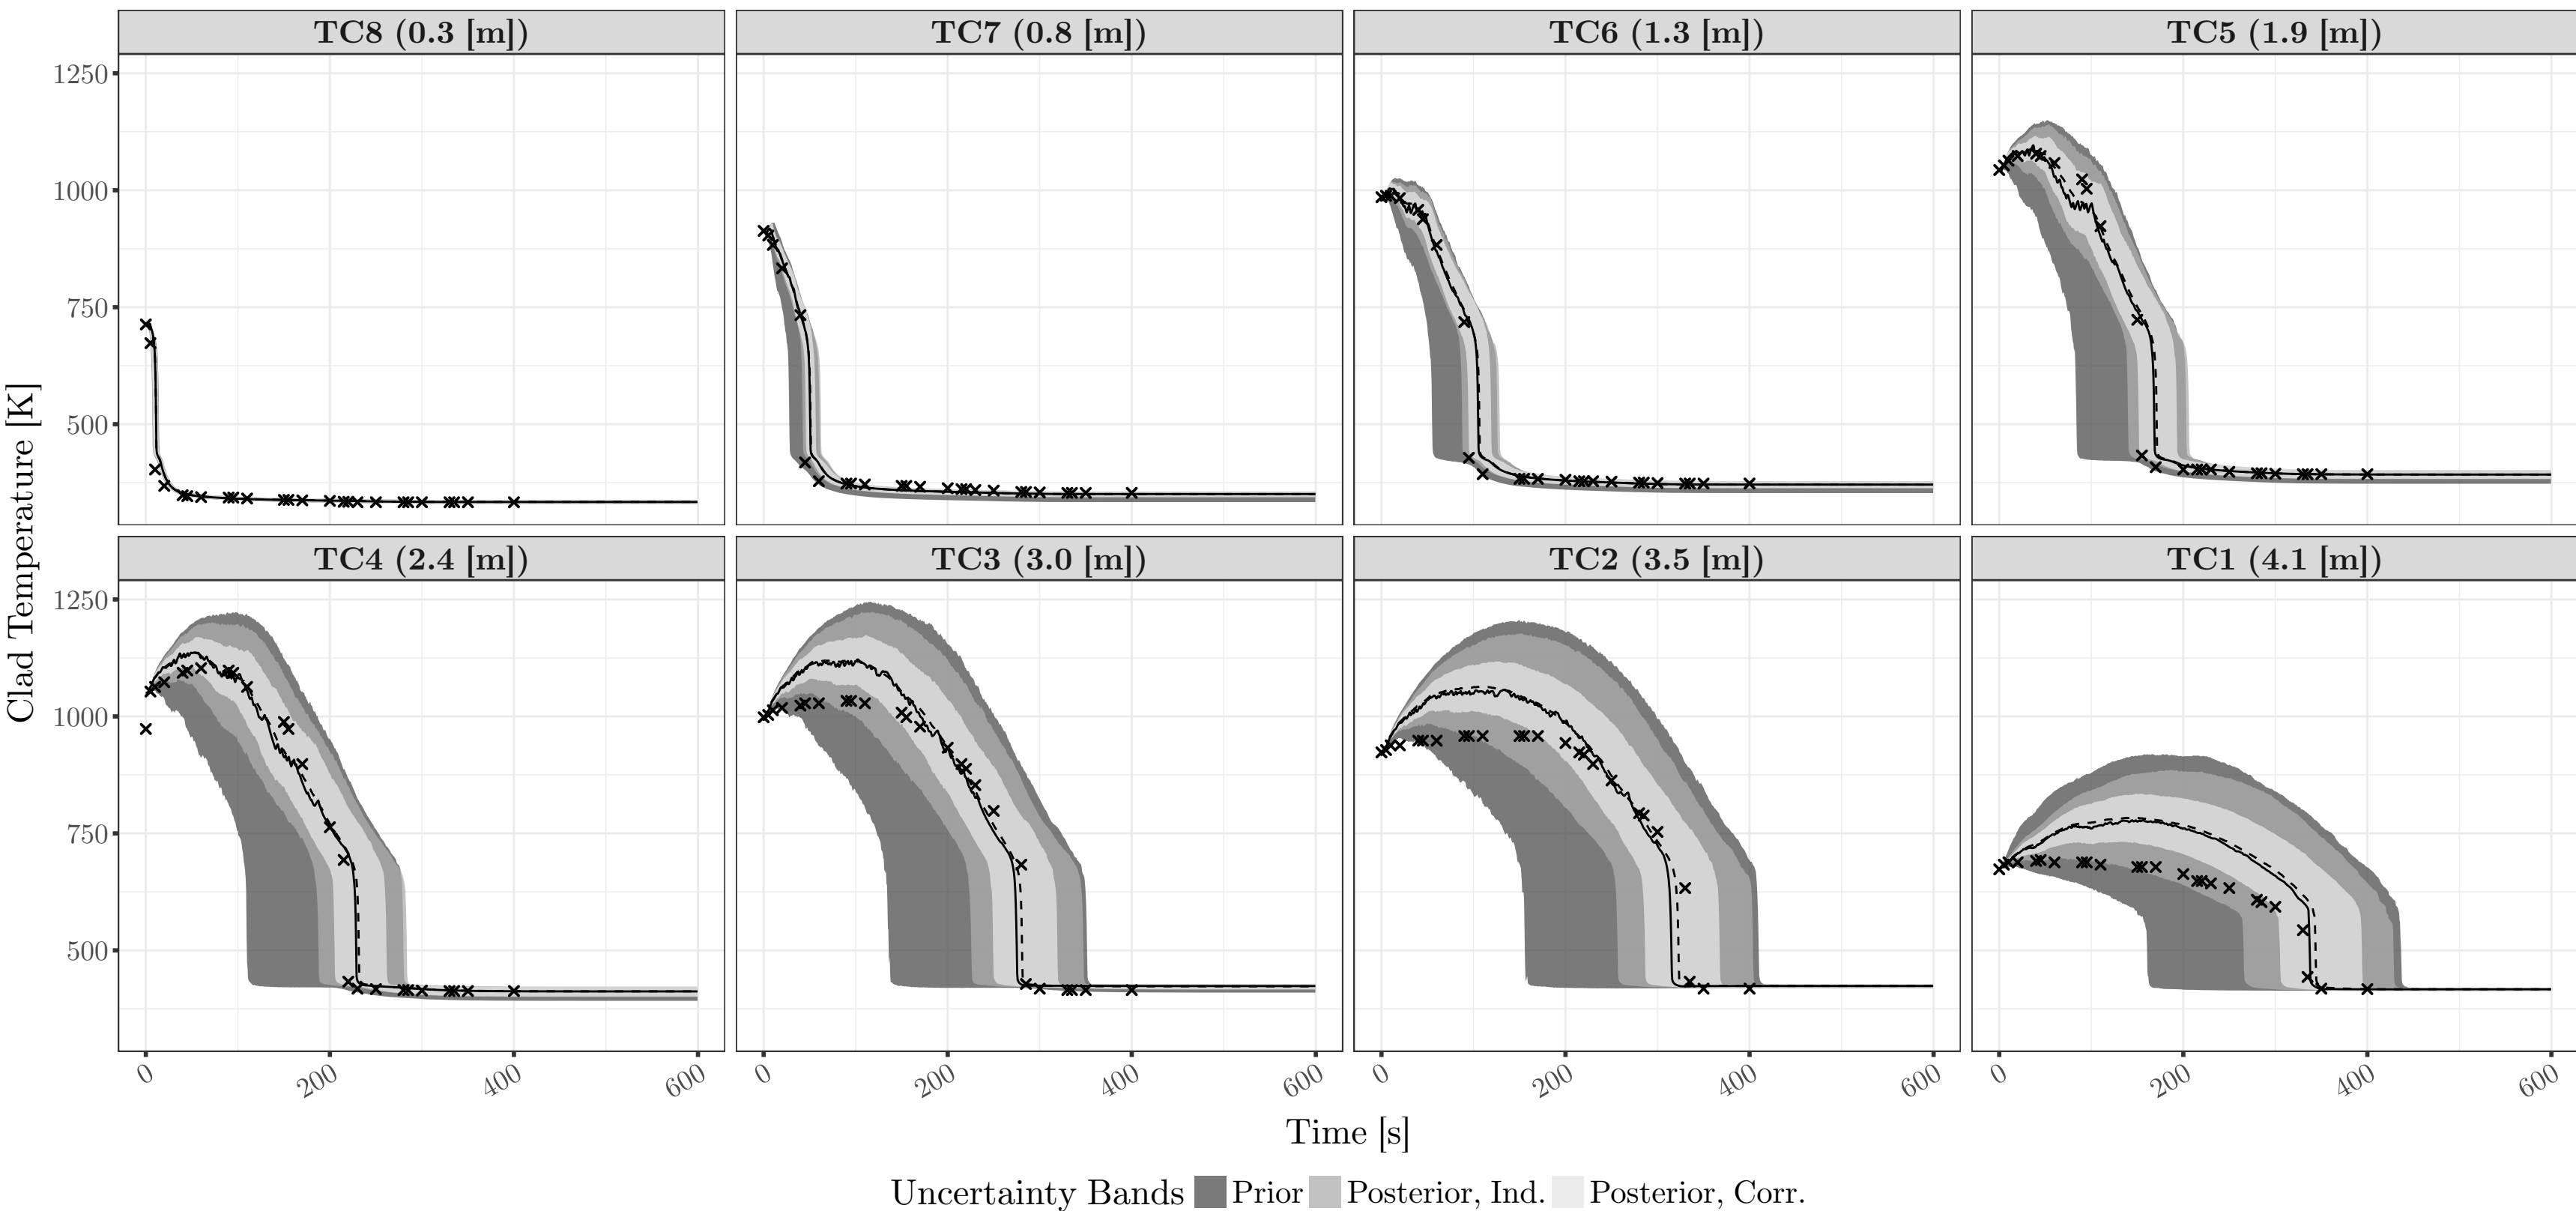 TC8 (0.3 [m])
TC7 (0.8 [m])
TC6 (1.3 [m])
TC5 (1.9 [m])
1250
1000
750
500
Clad Temperature [K]
TC4 (2.4 [m])
TC3 (3.0 [m])
TC2 (3.5 [m])
TC1 (4.1 [m])
1250
1000
750
500
0 200 400 600
0 200 400 600
0 200 400 600
0 200 400 600
Time [s]
Uncertainty Bands Prior Posterior, Ind. Posterior, Corr.